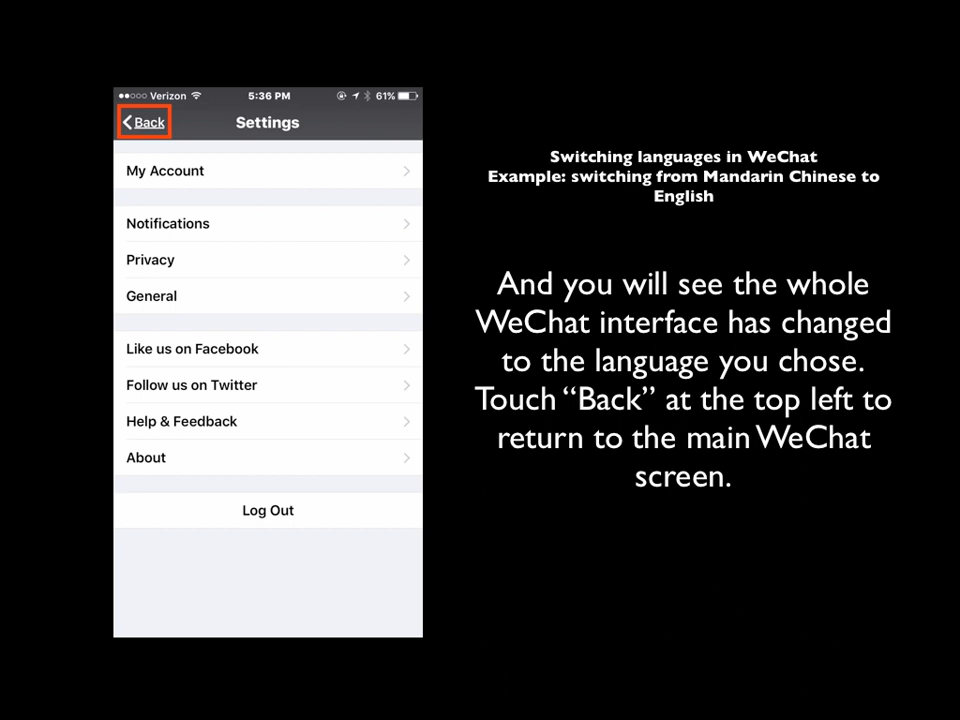 Verizon 5:36 PM 61%
Back Settings
My Account
Notifications
Privacy
General
Like us on Facebook
Follow us on Twitter
Help & Feedback
About
Log Out
Switching languages in WeChat
Example: switching from Mandarin Chinese to
English
And you will see the whole
WeChat interface has changed
to the language you chose.
Touch “Back” at the top left to
return to the main WeChat
screen.